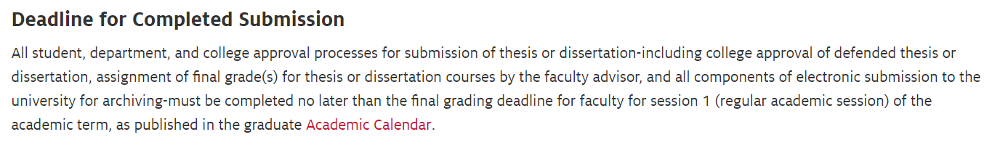 Deadline for Completed Submission
All student, department, and college approval processes for submission of thesis or dissertation-including college approval of defended thesis or
dissertation, assignment of final grade(s) for thesis or dissertation courses by the faculty advisor, and all components of electronic submission to the
university for archiving-must be completed no later than the final grading deadline for faculty for session 1 (regular academic session) of the
academic term, as published in the graduate Academic Calendar.